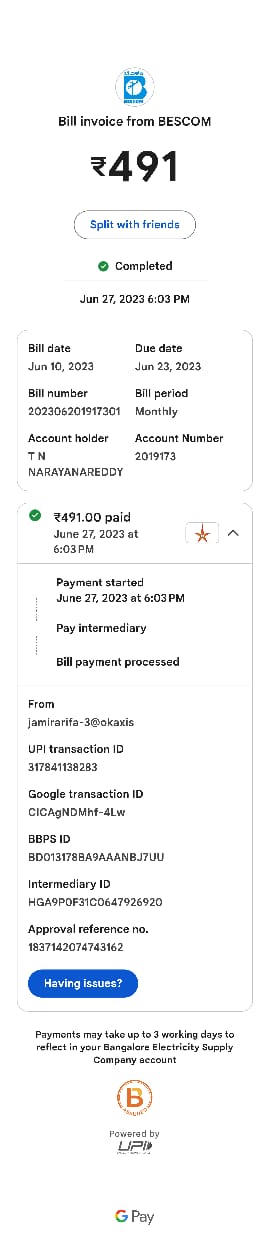 BESCOM
Bill invoice from BESCOM
₹491
Split with friends
Completed
Jun 27, 2023 6:03 PM
Bill date
Jun 10, 2023
Due date
Jun 23, 2023
Bill number
202306201917301
Bill period
Monthly
Account holder
T N
NARAYANAREDDY
Account Number
2019173
₹491.00 paid
June 27, 2023 at
6:03 PM
Payment started
June 27, 2023 at 6:03 PM
Pay intermediary
Bill payment processed
From
jamirarifa-3@okaxis
UPI transaction ID
317841138283
Google transaction ID
CICAgNDMhf-4Lw
BBPS ID
BD013178BA9AAANBJ7UU
Intermediary ID
HGA9P0F31C0647926920
Approval reference no.
1837142074743162
Having issues?
Payments may take up to 3 working days to
reflect in your Bangalore Electricity Supply
Company account
B
ASSURED
Powered by
UPI
G Pay